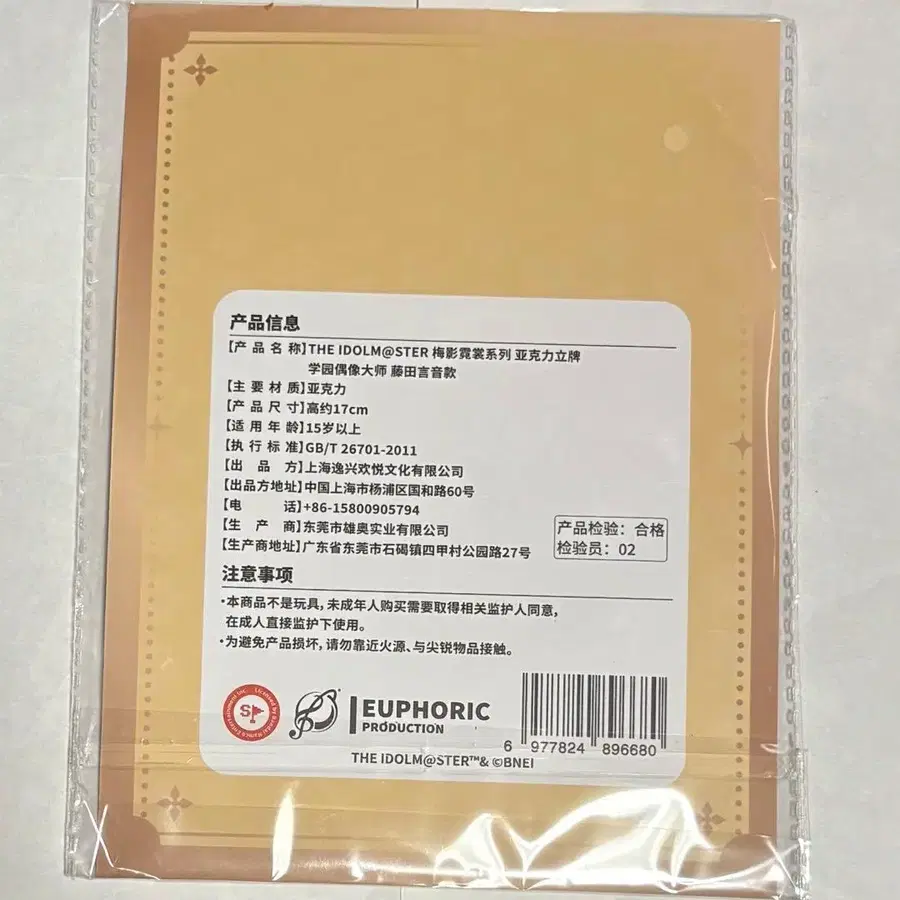 产品信息
【产品名称】THE IDOLM@STER 梅影霓裳系列 亚克力立牌
学园偶像大师 藤田言音款
【主要材质】亚克力
【产品尺寸】高约17cm
【适用年龄】15岁以上
【执行标准】GB/T 26701-2011
【出品方】上海逸兴欢悦文化有限公司
【出品方地址】中国上海市杨浦区国和路60号
【电话】+86-15800905794
【生产商】东莞市雄奥实业有限公司
【生产商地址】广东省东莞市石碣镇四甲村公园路27号
产品检验：合格
检验员：02
注意事项
·本商品不是玩具，未成年人购买需要取得相关监护人同意，
在成人直接监护下使用。
·为避免产品损坏，请勿靠近火源、与尖锐物品接触。
Licensed by Bandai Namco Entertainment Inc.
SP
EUPHORIC
PRODUCTION
6 977824 896680
THE IDOLM@STER™& ©BNEI